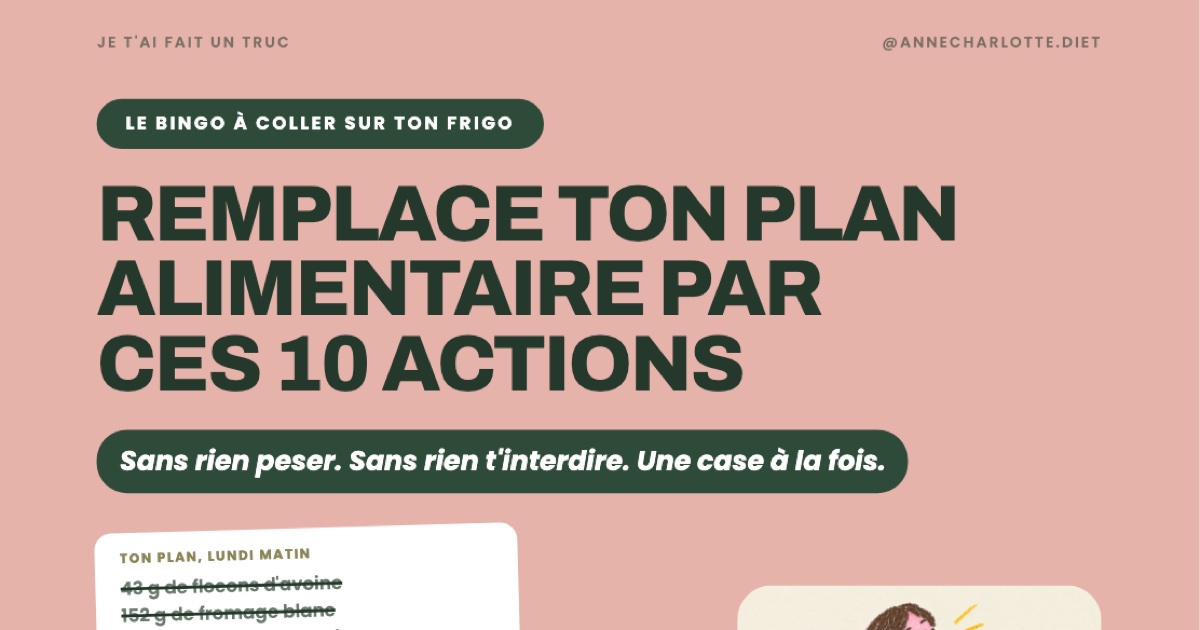 JE T'AI FAIT UN TRUC
@ANNECHARLOTTE.DIET
LE BINGO À COLLER SUR TON FRIGO
REMPLACE TON PLAN
ALIMENTAIRE PAR
CES 10 ACTIONS
Sans rien peser. Sans rien t'interdire. Une case à la fois.
TON PLAN, LUNDI MATIN
43 g de flocons d'avoine
152 g de fromage blanc